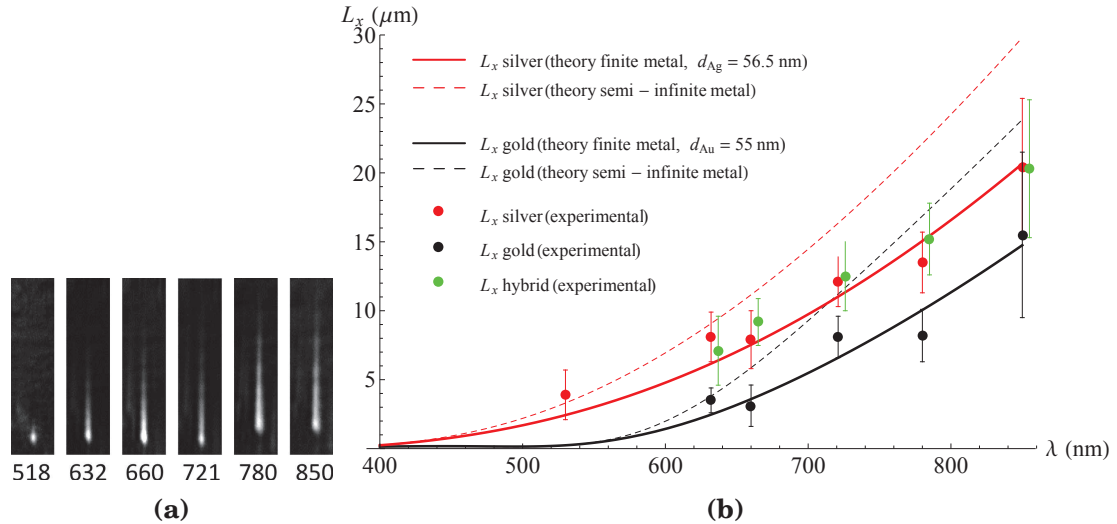 L_x (μm)
30
25
20
15
10
5
L_x silver (theory finite metal, d_Ag = 56.5 nm)
L_x silver (theory semi − infinite metal)
L_x gold (theory finite metal, d_Au = 55 nm)
L_x gold (theory semi − infinite metal)
L_x silver (experimental)
L_x gold (experimental)
L_x hybrid (experimental)
400 500 600 700 800 λ (nm)
518 632 660 721 780 850
(a) (b)